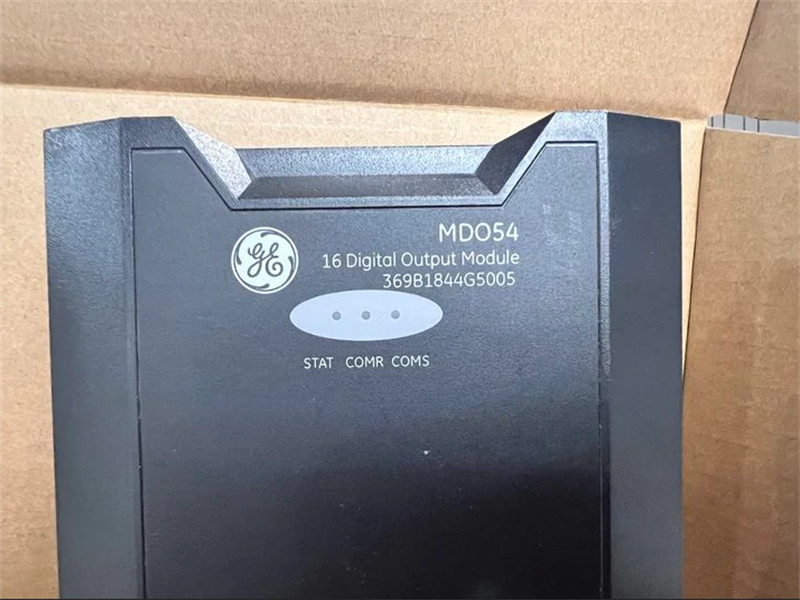 MDO54
GE
16 Digital Output Module
369B1844G5005
STAT COMR COMS